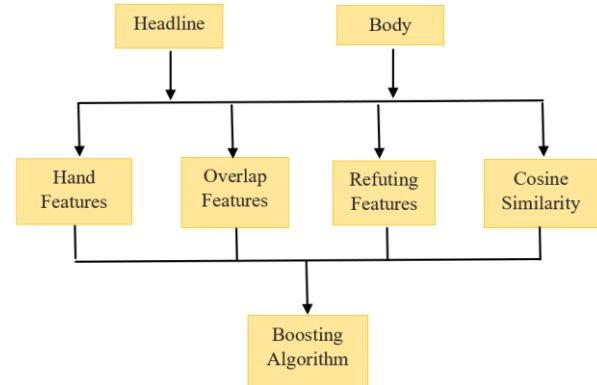 Headline
Body
Hand
Features
Overlap
Features
Refuting
Features
Cosine
Similarity
Boosting
Algorithm